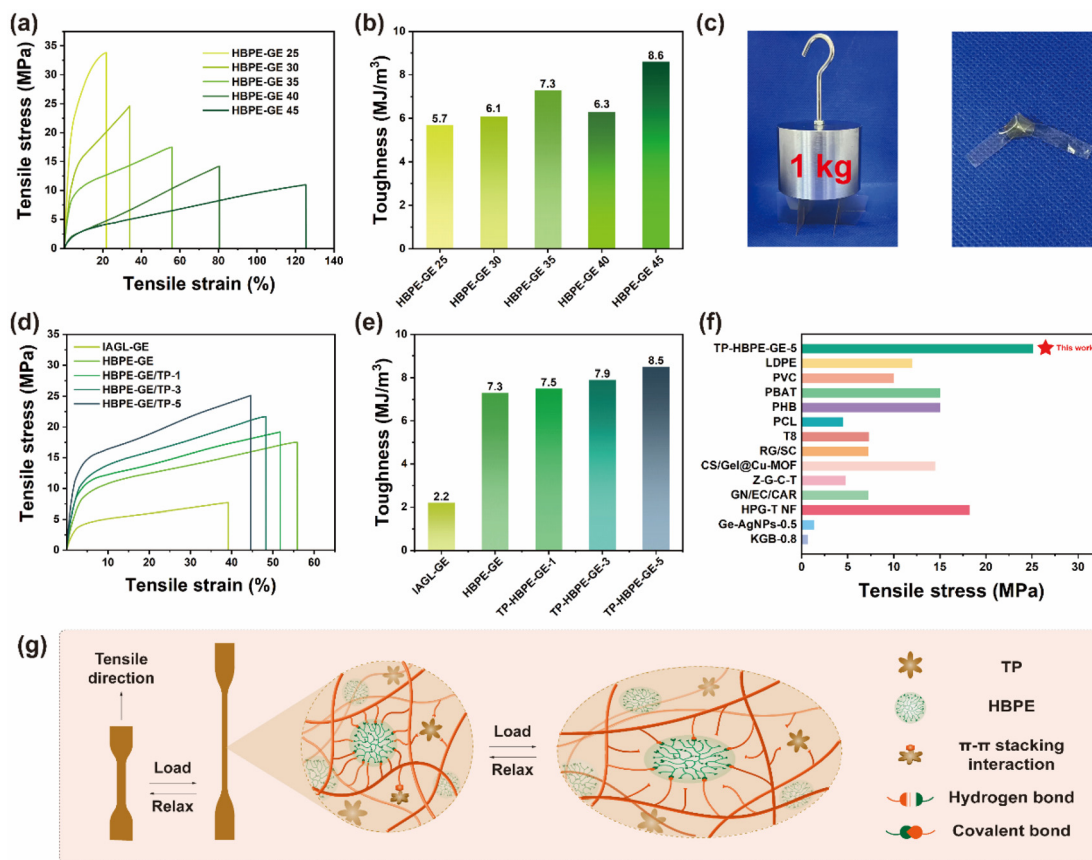 (a)
Tensile stress (MPa)
35
30
25
20
15
10
5
0
HBPE-GE 25
HBPE-GE 30
HBPE-GE 35
HBPE-GE 40
HBPE-GE 45
20 40 60 80 100 120 140
Tensile strain (%)
(b)
Toughness (MJ/m³)
10
8
6
4
2
0
5.7
6.1
7.3
6.3
8.6
HBPE-GE 25
HBPE-GE 30
HBPE-GE 35
HBPE-GE 40
HBPE-GE 45
(c)
1 kg
(d)
Tensile stress (MPa)
35
30
25
20
15
10
5
0
IAGL-GE
HBPE-GE
HBPE-GE/TP-1
HBPE-GE/TP-3
HBPE-GE/TP-5
0 10 20 30 40 50 60
Tensile strain (%)
(e)
Toughness (MJ/m³)
10
8
6
4
2
0
2.2
7.3
7.5
7.9
8.5
IAGL-GE
HBPE-GE
TP-HBPE-GE-1
TP-HBPE-GE-3
TP-HBPE-GE-5
(f)
TP-HBPE-GE-5
This work
LDPE
PVC
PBAT
PHB
PCL
T8
RG/SC
CS/Gel@Cu-MOF
Z-G-C-T
GN/EC/CAR
HPG-T NF
Ge-AgNPs-0.5
KGB-0.8
0 5 10 15 20 25 30
Tensile stress (MPa)
(g)
Tensile
direction
Load
Relax
Load
Relax
TP
HBPE
π-π stacking
interaction
Hydrogen bond
Covalent bond